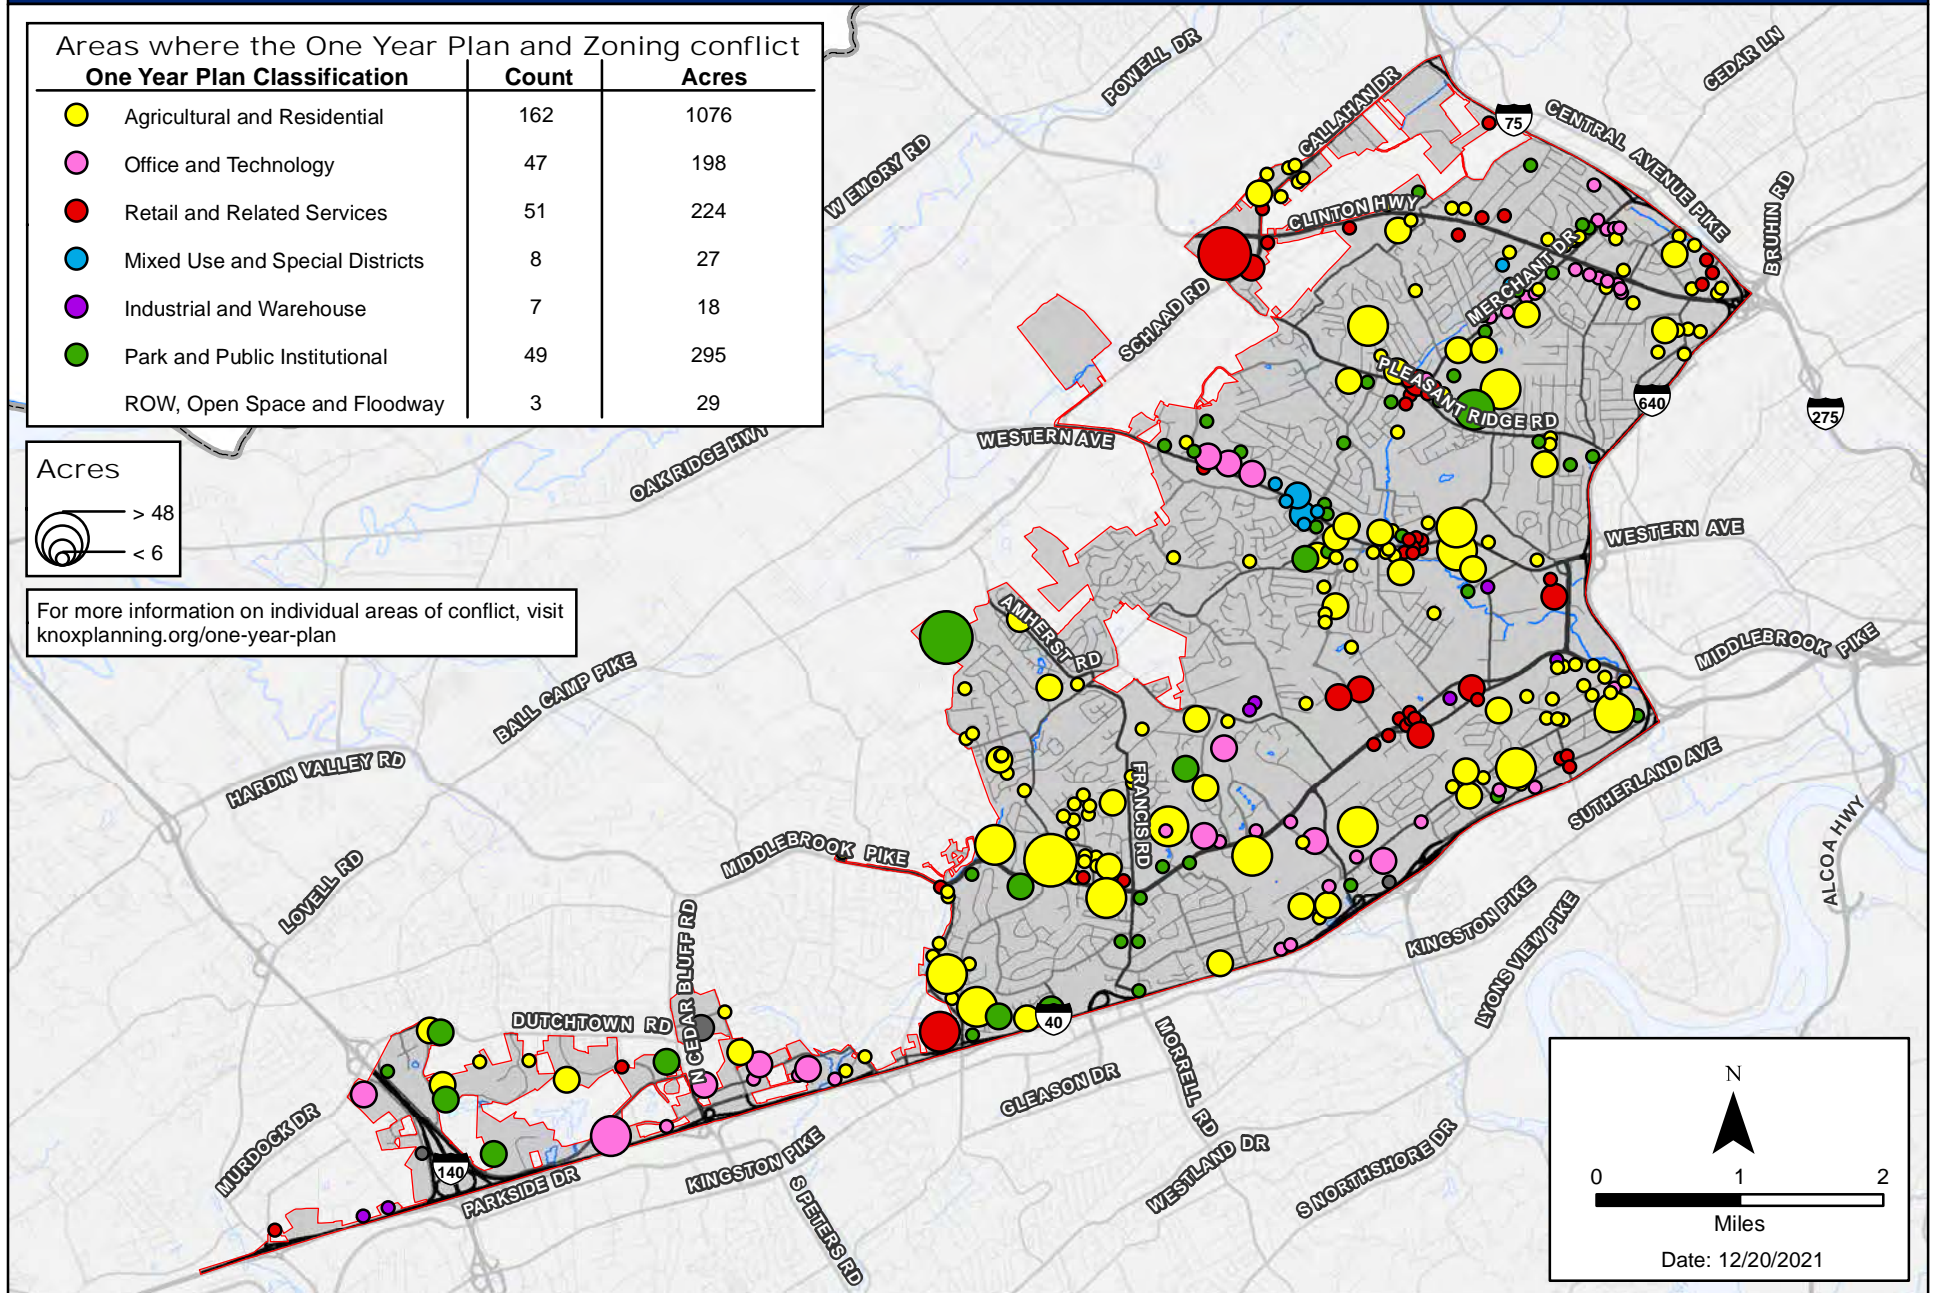 Areas where the One Year Plan and Zoning conflict
One Year Plan Classification Count Acres
Agricultural and Residential 162 1076
Office and Technology 47 198
Retail and Related Services 51 224
Mixed Use and Special Districts 8 27
Industrial and Warehouse 7 18
Park and Public Institutional 49 295
ROW, Open Space and Floodway 3 29
Acres
> 48
< 6
For more information on individual areas of conflict, visit
knoxplanning.org/one-year-plan
POWELL DR
CEDAR LN
CALLAHAN DR
75
CENTRAL AVENUE PIKE
W EMORY RD
BRUHIN RD
CLINTON HWY
MERCHANT DR
SCHAAD RD
PLEASANT RIDGE RD
640
275
WESTERN AVE
OAK RIDGE HWY
WESTERN AVE
AMHERST RD
MIDDLEBROOK PIKE
BALL CAMP PIKE
HARDIN VALLEY RD
FRANCIS RD
SUTHERLAND AVE
ALCOA HWY
MIDDLEBROOK PIKE
LOVELL RD
KINGSTON PIKE
LYONS VIEW PIKE
N CEDAR BLUFF RD
DUTCHTOWN RD
40
MORRELL RD
GLEASON DR
MURDOCK DR
140
PARKSIDE DR
KINGSTON PIKE
S PETERS RD
WESTLAND DR
S NORTHSHORE DR
N
0 1 2
Miles
Date: 12/20/2021